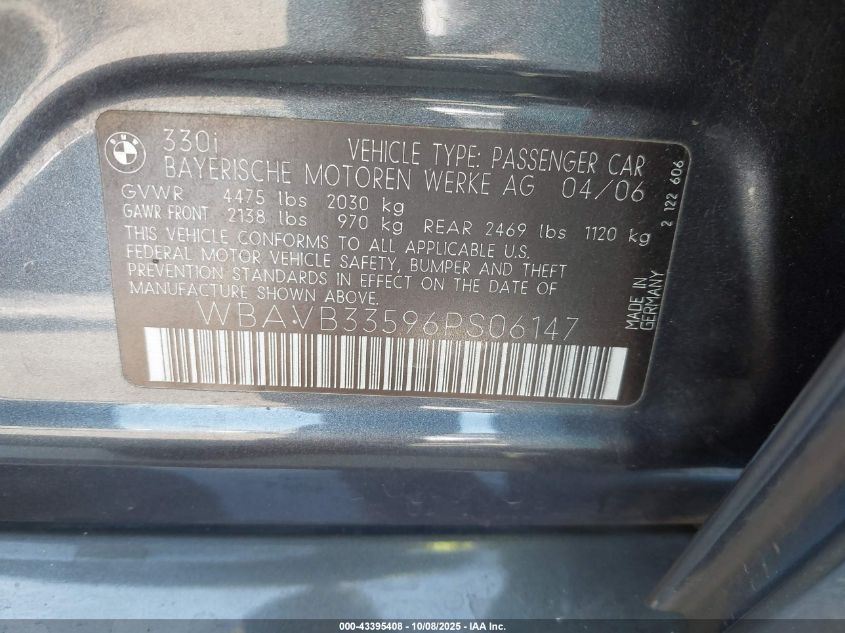 BMW
330i VEHICLE TYPE: PASSENGER CAR
BAYERISCHE MOTOREN WERKE AG 04/06
GVWR 4475 lbs 2030 kg
GAWR FRONT 2138 lbs 970 kg REAR 2469 lbs 1120 kg
THIS VEHICLE CONFORMS TO ALL APPLICABLE U.S.
FEDERAL MOTOR VEHICLE SAFETY, BUMPER AND THEFT
PREVENTION STANDARDS IN EFFECT ON THE DATE OF
MANUFACTURE SHOWN ABOVE.
WBAVB33596PS06147
MADE IN
GERMANY
2 122 606
000-43395408 - 10/08/2025 - IAA Inc.